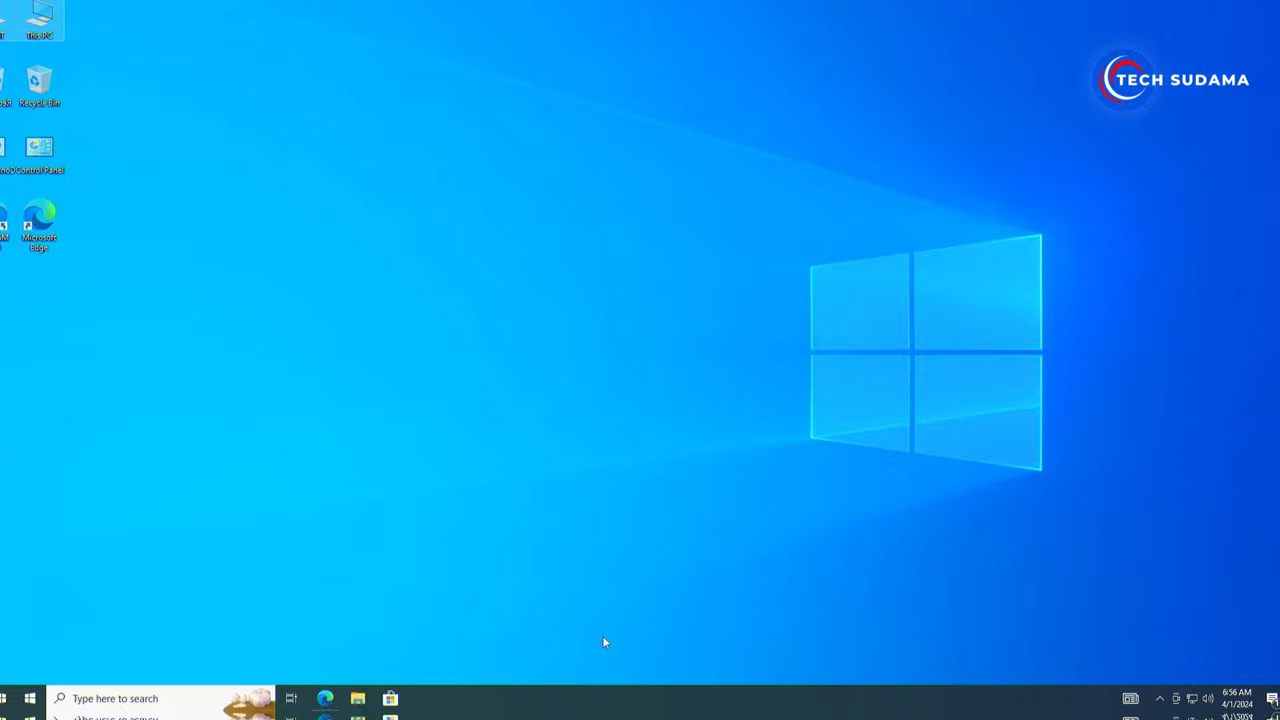 This PC
TECH SUDAMA
Recycle Bin
Control Panel
Microsoft
Edge
Type here to search
6:56 AM
4/1/2024